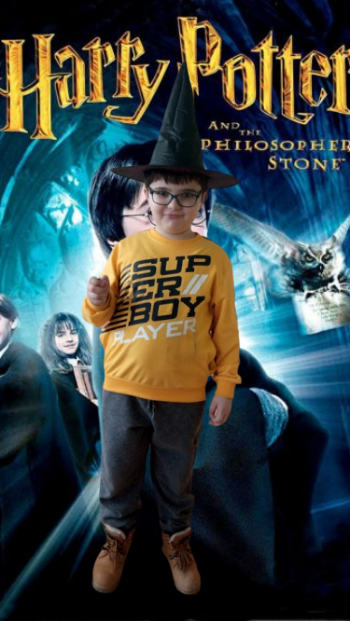 Harry Potter
AND THE
PHILOSOPHER
STONE
SUP
ER//
BOY
PLAYER